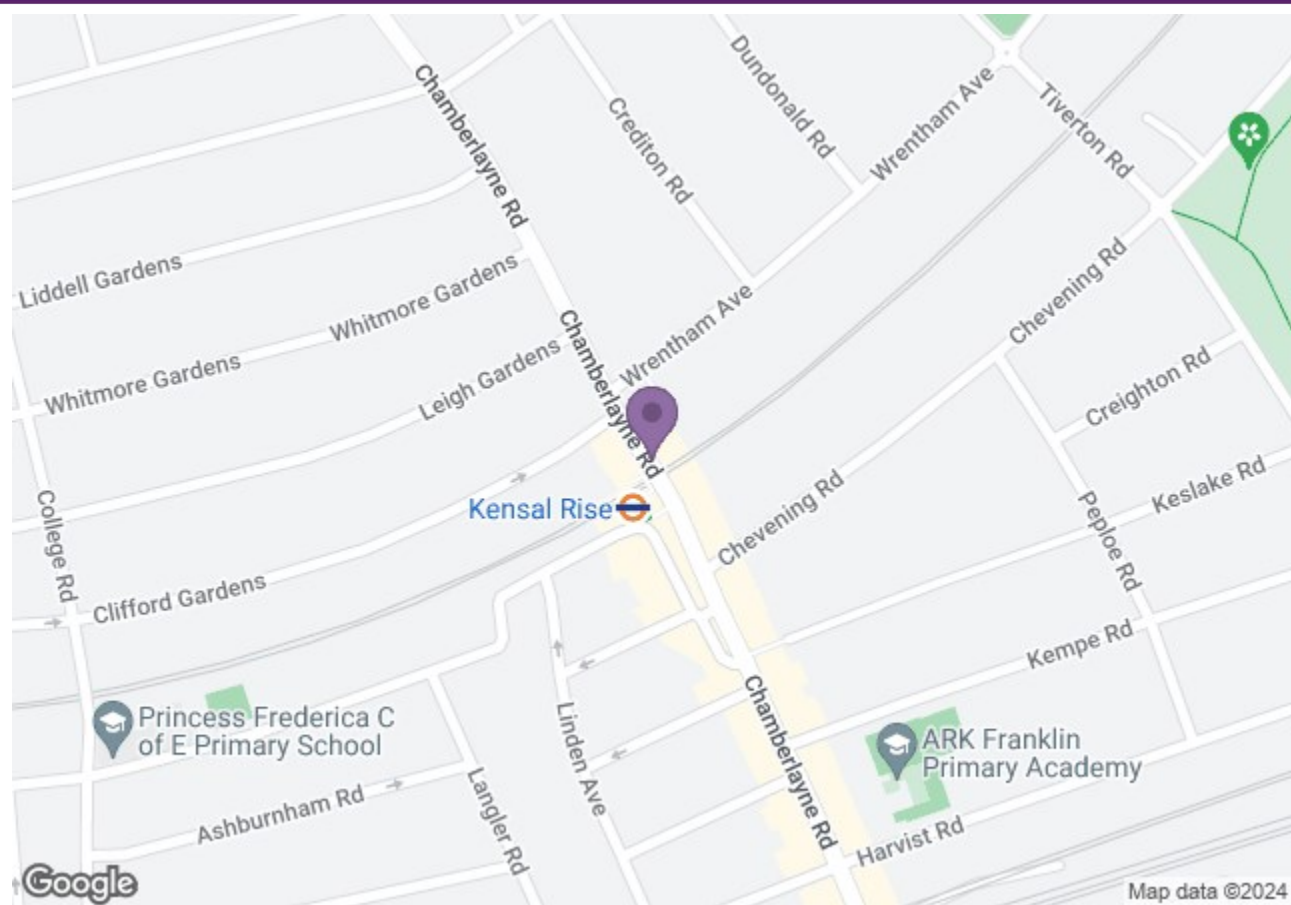 Chamberlayne Rd
Dundonald Rd
Crediton Rd
Wrentham Ave
Tiverton Rd
Liddell Gardens
Whitmore Gardens
Whitmore Gardens
Chamberlayne Rd
Leigh Gardens
Wrentham Ave
Chevening Rd
Creighton Rd
Keslake Rd
College Rd
Kensal Rise
Chevening Rd
Peploe Rd
Clifford Gardens
Kempe Rd
Princess Frederica C
of E Primary School
Linden Ave
Chamberlayne Rd
ARK Franklin
Primary Academy
Ashburnham Rd
Langler Rd
Harvist Rd
Google
Map data ©2024